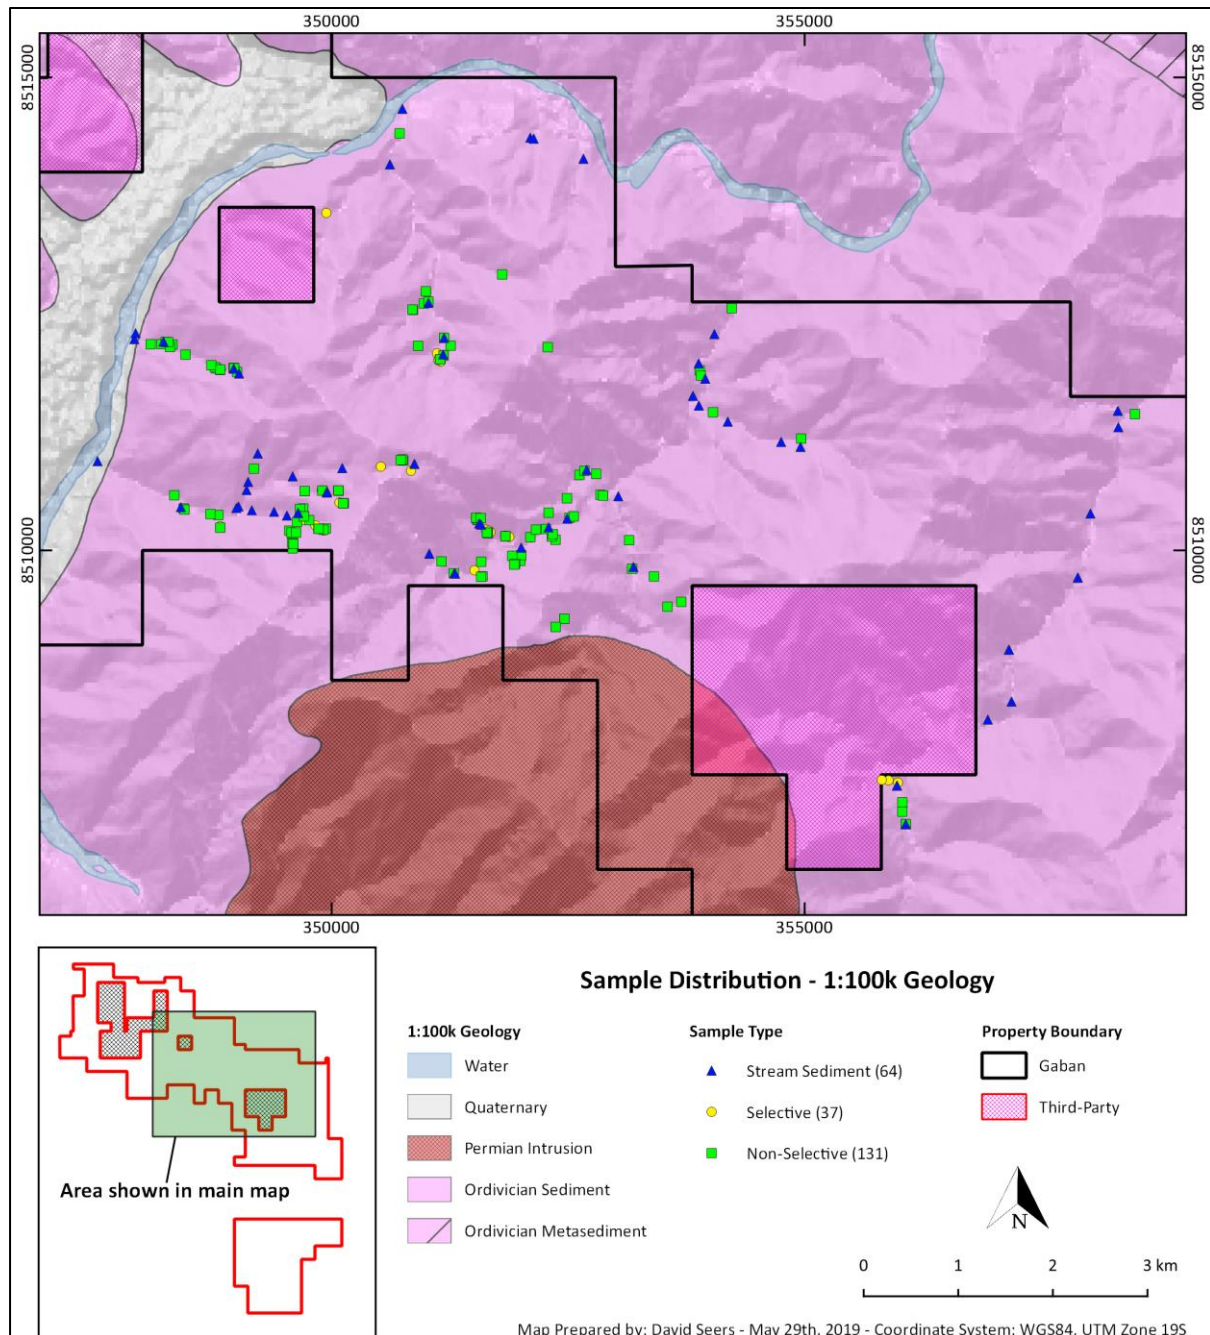 350000
355000
8515000
8515000
8510000
8510000
350000
355000
Sample Distribution - 1:100k Geology
1:100k Geology
Water
Quaternary
Permian Intrusion
Ordivician Sediment
Ordivician Metasediment
Sample Type
Stream Sediment (64)
Selective (37)
Non-Selective (131)
Property Boundary
Gaban
Third-Party
Area shown in main map
N
0 1 2 3 km
Map Prepared by: David Seers - May 29th, 2019 - Coordinate System: WGS84, UTM Zone 19S